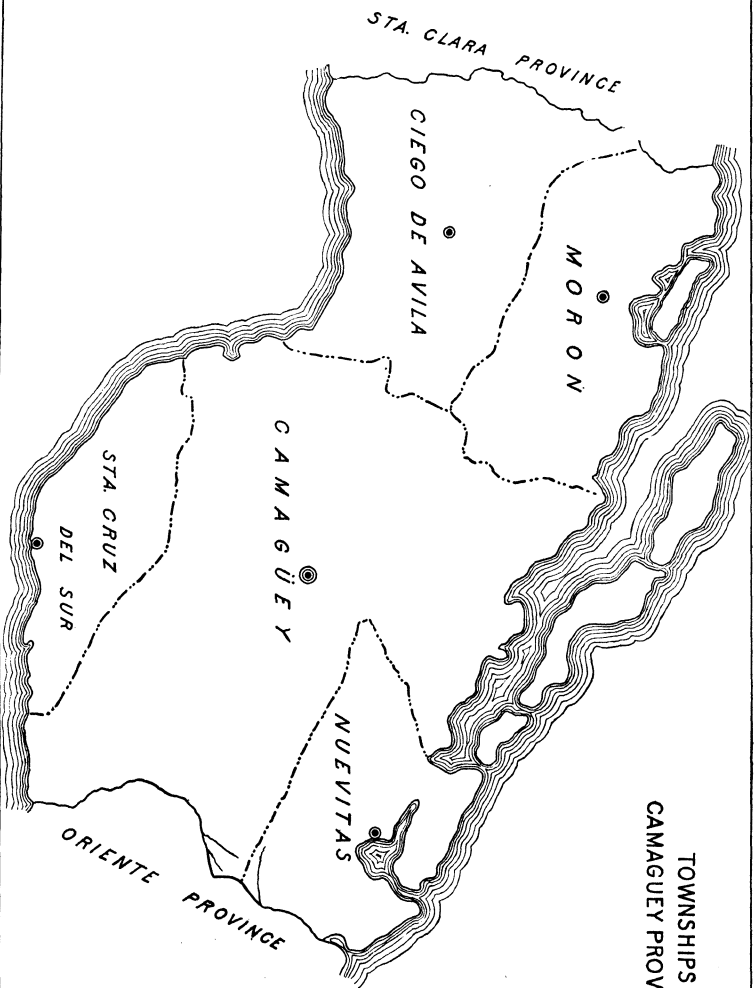 TOWNSHIPS
CAMAGUEY PROV
STA. CLARA PROVINCE
MORON
CIEGO DE AVILA
CAMAGÜEY
NUEVITAS
STA. CRUZ
DEL SUR
ORIENTE PROVINCE